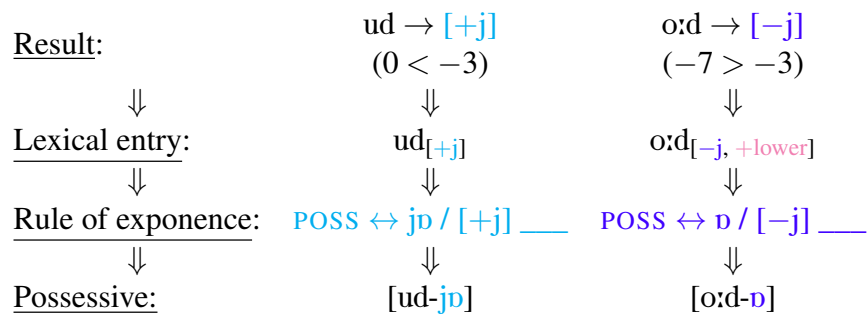 Result: ud → [+j] oːd → [−j]
(0 < −3) (−7 > −3)
⇓ ⇓ ⇓
Lexical entry: ud[+j] oːd[−j, +lower]
⇓ ⇓ ⇓
Rule of exponence: POSS ↔ jɒ / [+j] ___ POSS ↔ ɒ / [−j] ___
⇓ ⇓ ⇓
Possessive: [ud-jɒ] [oːd-ɒ]